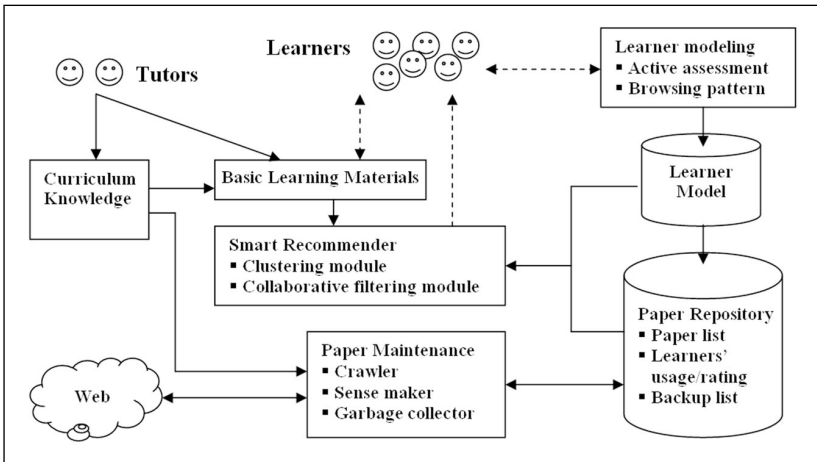 Learners
Tutors
Learner modeling
▪ Active assessment
▪ Browsing pattern
Curriculum
Knowledge
Basic Learning Materials
Learner
Model
Smart Recommender
▪ Clustering module
▪ Collaborative filtering module
Paper Repository
▪ Paper list
▪ Learners'
usage/rating
▪ Backup list
Paper Maintenance
▪ Crawler
▪ Sense maker
▪ Garbage collector
Web